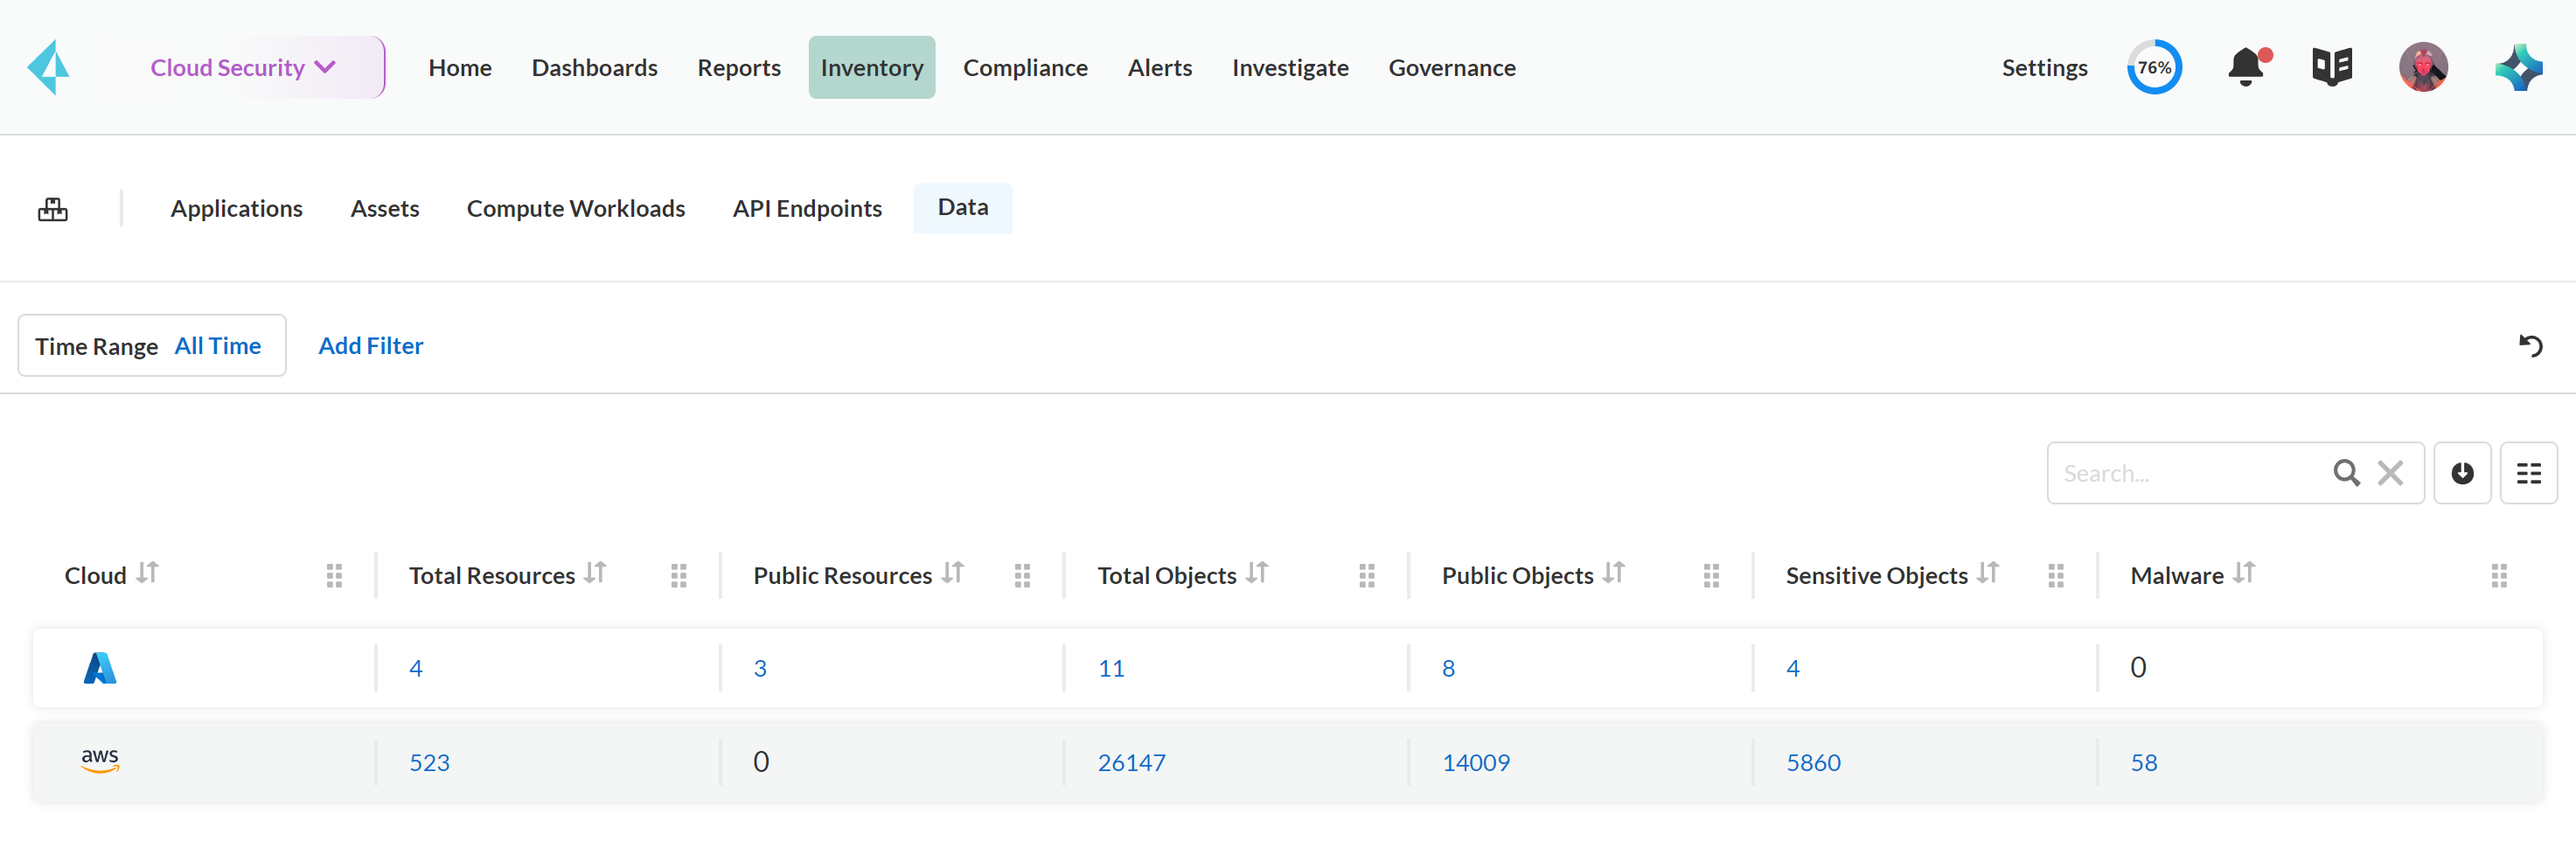 Cloud Security Home Dashboards Reports Inventory Compliance Alerts Investigate Governance Settings 76%
Applications Assets Compute Workloads API Endpoints Data
Time Range All Time Add Filter
Search...
Cloud Total Resources Public Resources Total Objects Public Objects Sensitive Objects Malware
4 3 11 8 4 0
aws 523 0 26147 14009 5860 58